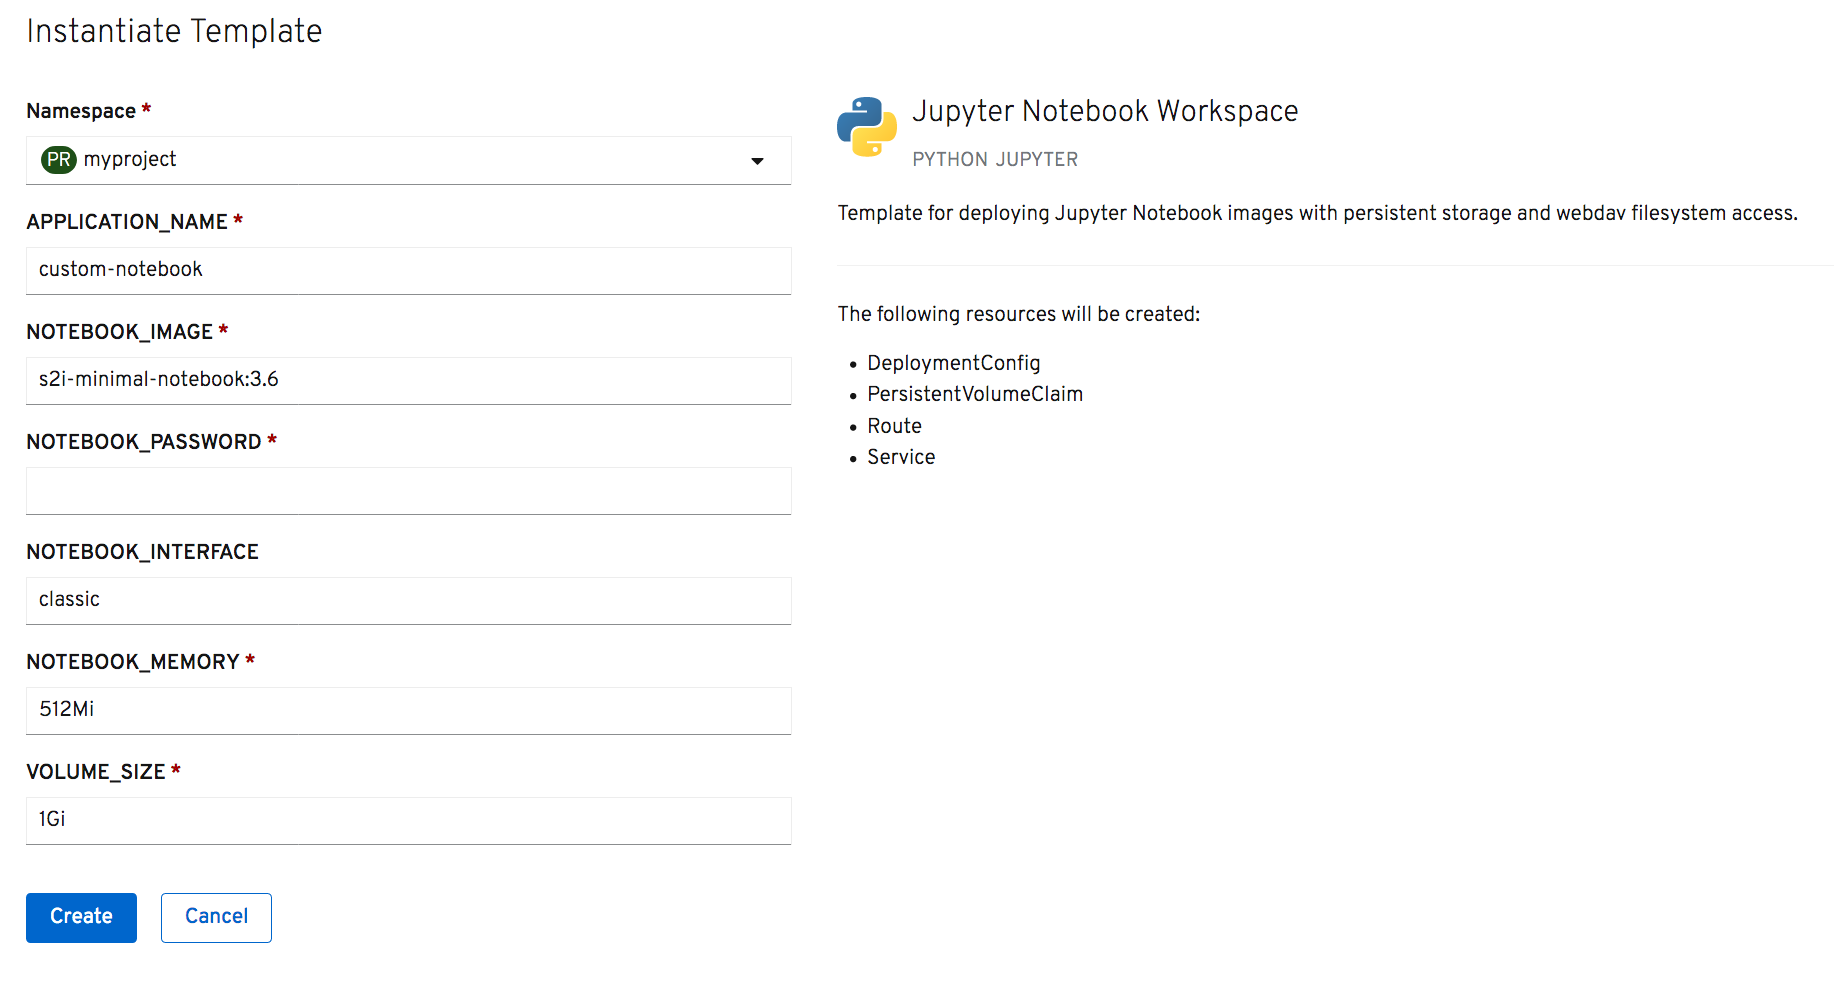 Instantiate Template
Namespace *
PR myproject
APPLICATION_NAME *
custom-notebook
NOTEBOOK_IMAGE *
s2i-minimal-notebook:3.6
NOTEBOOK_PASSWORD *
NOTEBOOK_INTERFACE
classic
NOTEBOOK_MEMORY *
512Mi
VOLUME_SIZE *
1Gi
Create Cancel
Jupyter Notebook Workspace
PYTHON JUPYTER
Template for deploying Jupyter Notebook images with persistent storage and webdav filesystem access.
The following resources will be created:
• DeploymentConfig
• PersistentVolumeClaim
• Route
• Service